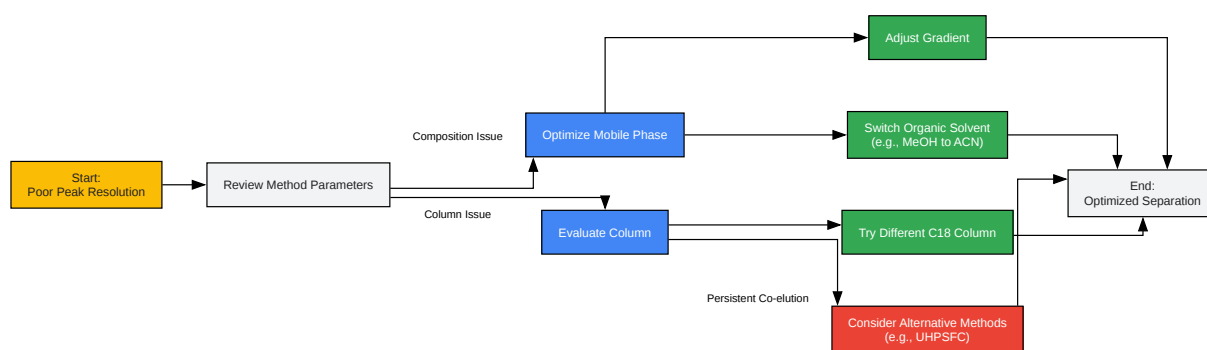 Start:
Poor Peak Resolution
Review Method Parameters
Composition Issue
Column Issue
Optimize Mobile Phase
Evaluate Column
Persistent Co-elution
Adjust Gradient
Switch Organic Solvent
(e.g., MeOH to ACN)
Try Different C18 Column
Consider Alternative Methods
(e.g., UHPSFC)
End:
Optimized Separation